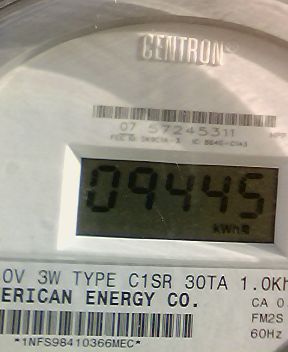 CENTRON®
07 57245311
09445
kWh
0V 3W TYPE C1SR 30TA 1.0Kh
ERICAN ENERGY CO.
CA 0
FM2S
60Hz
*1NFS98410366MEC*